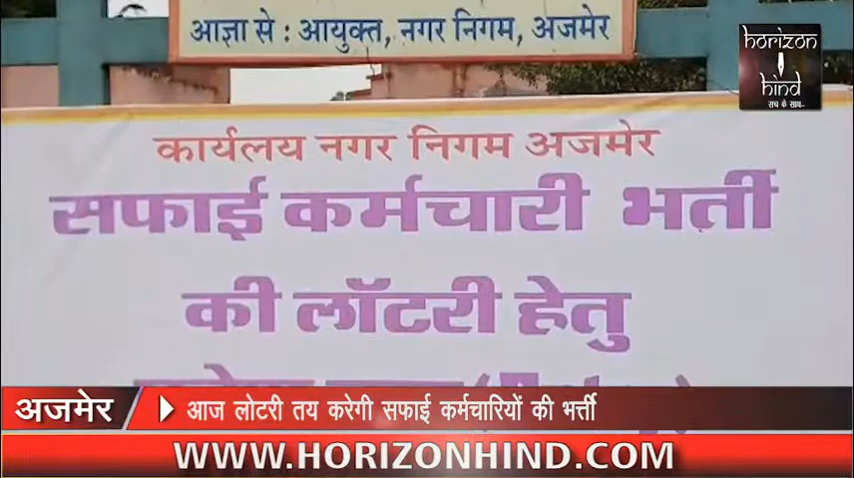 आज्ञा से : आयुक्त, नगर निगम, अजमेर
horizon
hind
सच के साथ..
कार्यलय नगर निगम अजमेर
सफाई कर्मचारी भर्ती
की लॉटरी हेतु
अजमेर
आज लोटरी तय करेगी सफाई कर्मचारियों की भर्त्ती
WWW.HORIZONHIND.COM